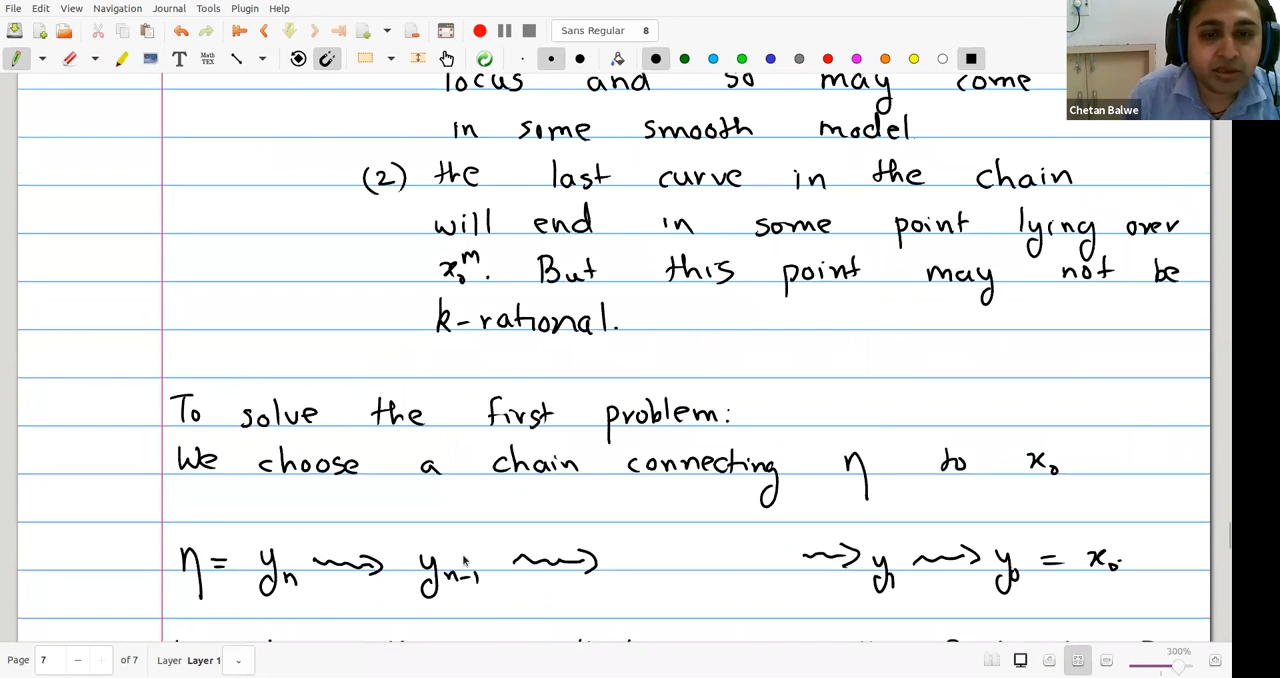 File Edit View Navigation Journal Tools Plugin Help
Sans Regular 8
Chetan Balwe
locus and so may come
in some smooth model.
(2) the last curve in the chain
will end in some point lying over
x₀ᵐ. But this point may not be
k-rational.
To solve the first problem:
We choose a chain connecting η to x₀
η = yₙ ⇝ yₙ₋₁ ⇝ ⇝ y₁ ⇝ y₀ = x₀.
Page 7 of 7 Layer Layer 1 300%